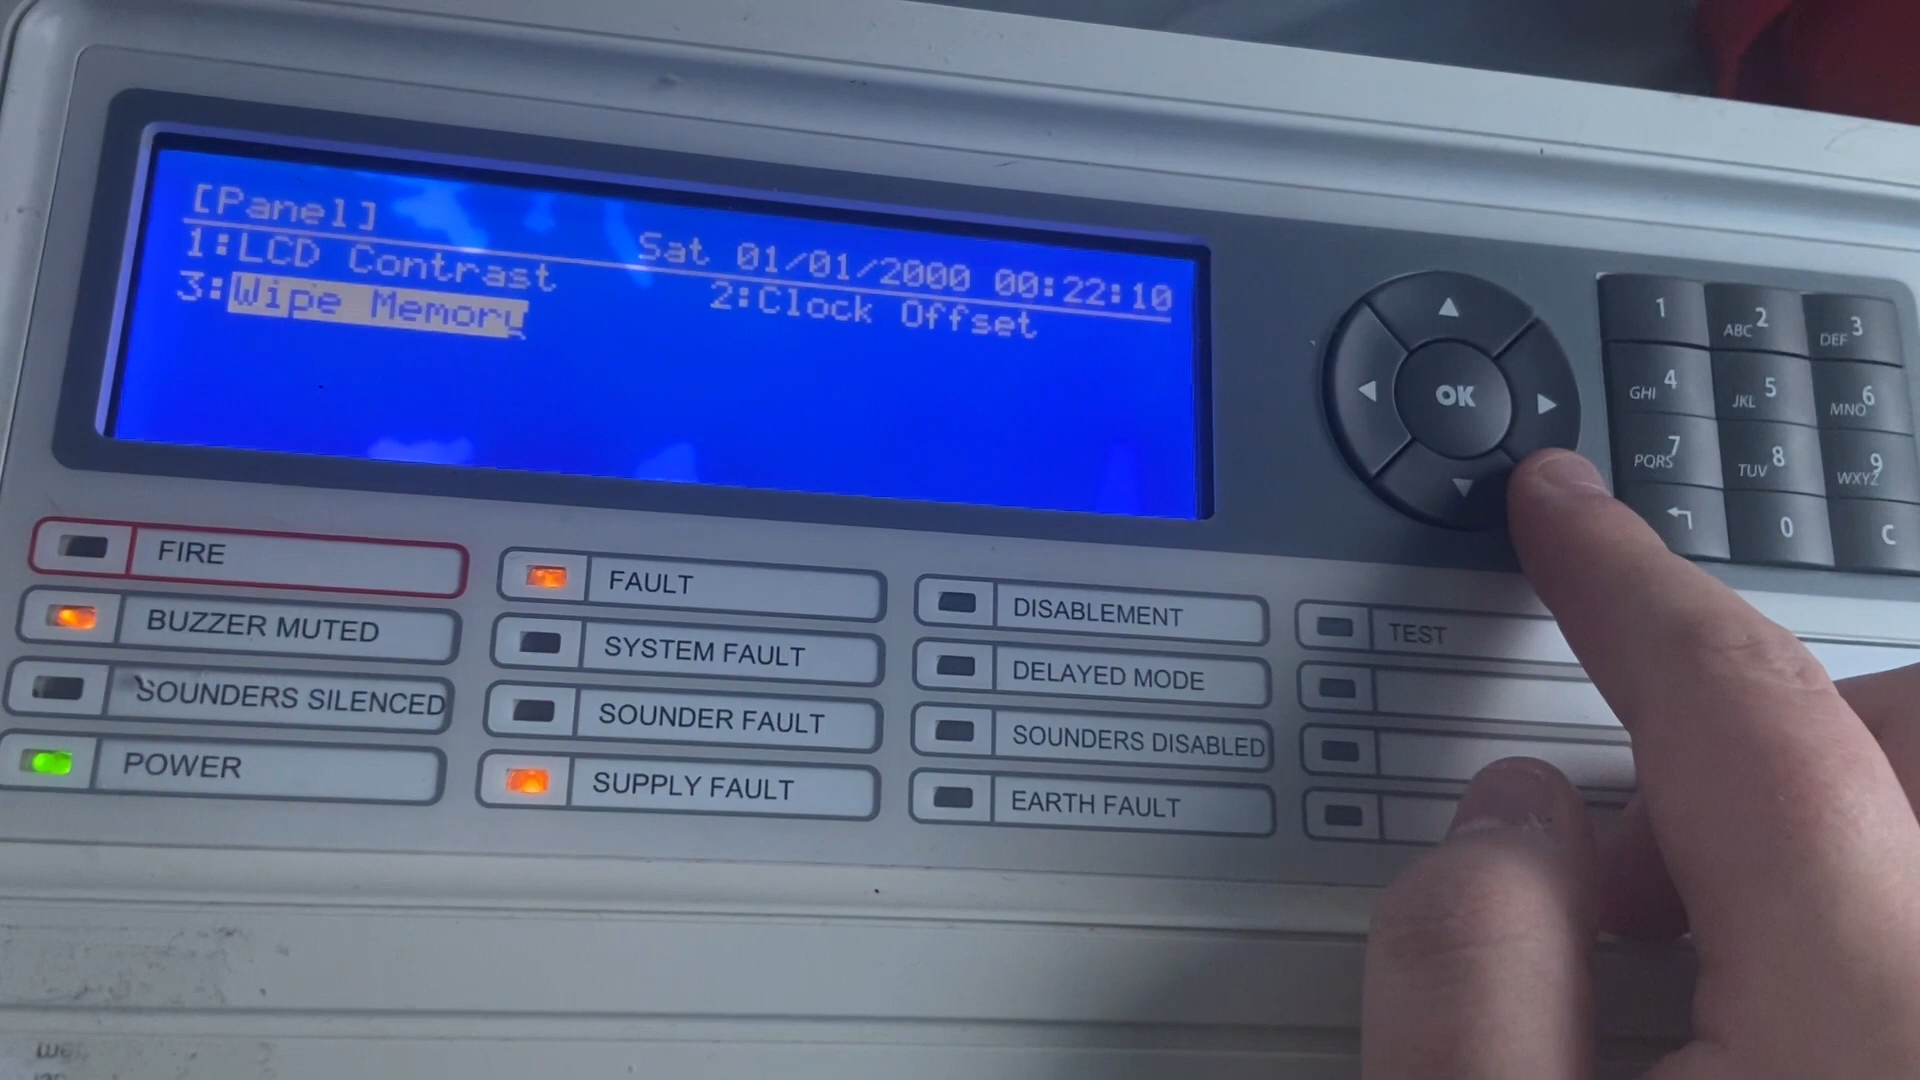 [Panel]
Sat 01/01/2000 00:22:10
1:LCD Contrast
2:Clock Offset
3:Wipe Memory
OK
1
ABC 2
DEF 3
GHI 4
JKL 5
MNO 6
PQRS 7
TUV 8
WXYZ 9
0
C
FIRE
FAULT
DISABLEMENT
TEST
BUZZER MUTED
SYSTEM FAULT
DELAYED MODE
SOUNDERS SILENCED
SOUNDER FAULT
SOUNDERS DISABLED
POWER
SUPPLY FAULT
EARTH FAULT